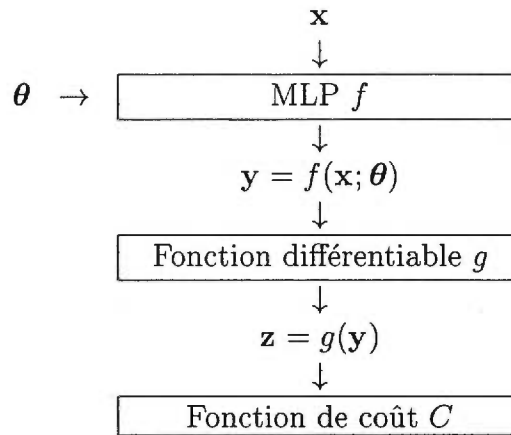 x
↓
θ → MLP f
↓
y = f(x; θ)
↓
Fonction différentiable g
↓
z = g(y)
↓
Fonction de coût C